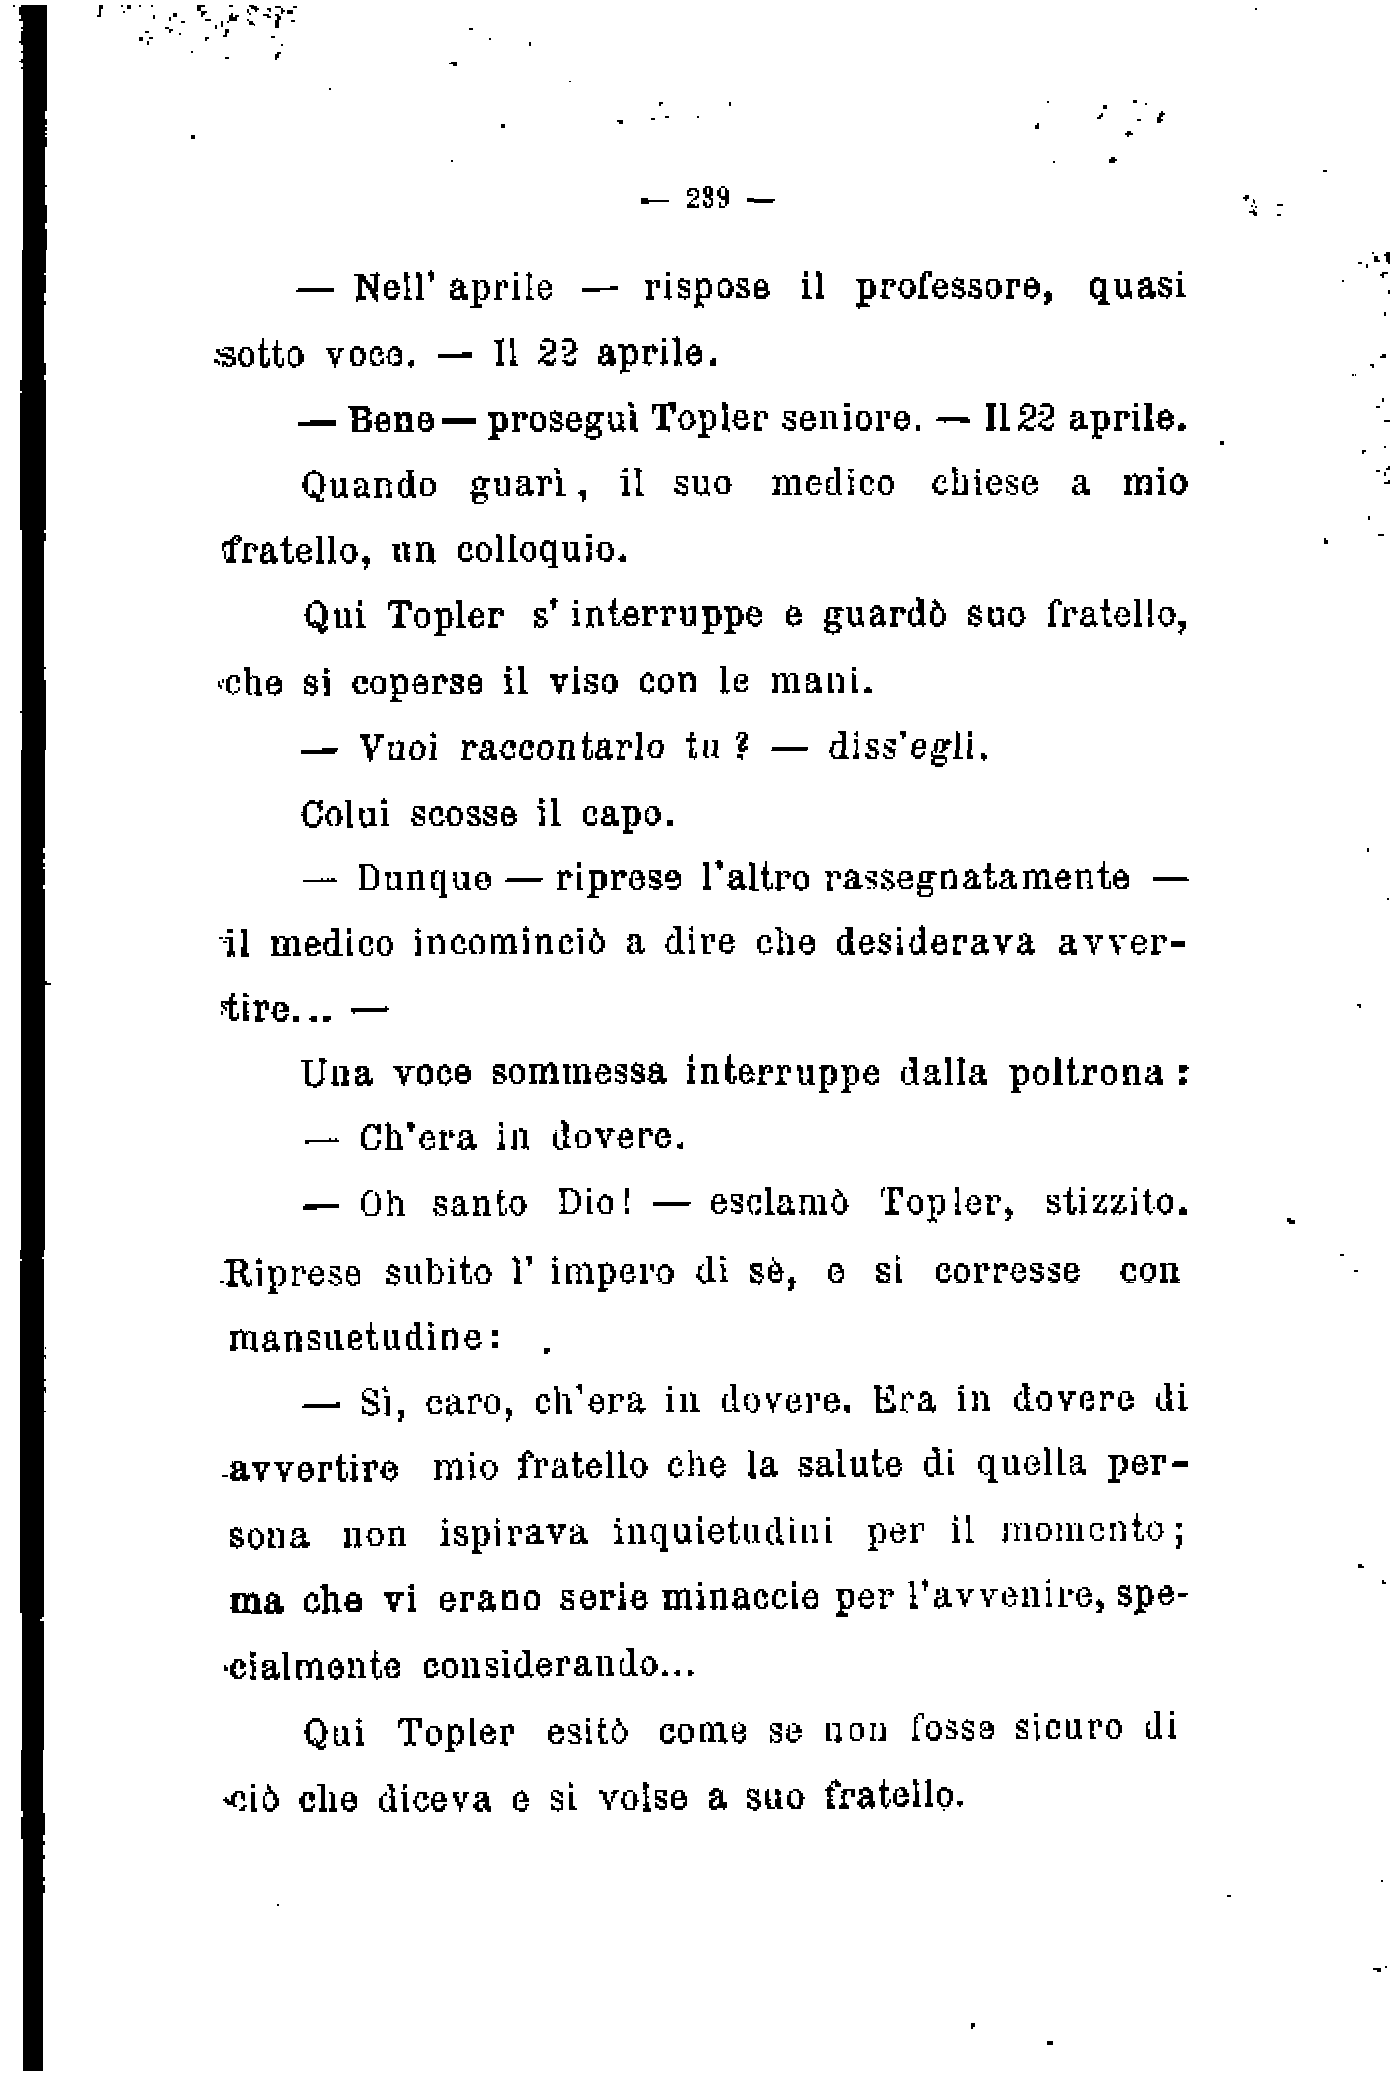 — 239 —
— Nell' aprile — rispose il professore, quasi
sotto voce. — Il 22 aprile.
— Bene — proseguì Topler seniore. — Il 22 aprile.
Quando guarì, il suo medico chiese a mio
fratello, un colloquio.
Qui Topler s' interruppe e guardò suo fratello,
che si coperse il viso con le mani.
— Vuoi raccontarlo tu? — diss'egli.
Colui scosse il capo.
— Dunque — riprese l'altro rassegnatamente —
il medico incominciò a dire che desiderava avver-
tire... —
Una voce sommessa interruppe dalla poltrona:
— Ch'era in dovere.
— Oh santo Dio! — esclamò Topler, stizzito.
Riprese subito l' impero di sè, e si corresse con
mansuetudine:
— Sì, caro, ch'era in dovere. Era in dovere di
avvertire mio fratello che la salute di quella per-
sona non ispirava inquietudini per il momento;
ma che vi erano serie minaccie per l'avvenire, spe-
cialmente considerando...
Qui Topler esitò come se non fosse sicuro di
ciò che diceva e si volse a suo fratello.